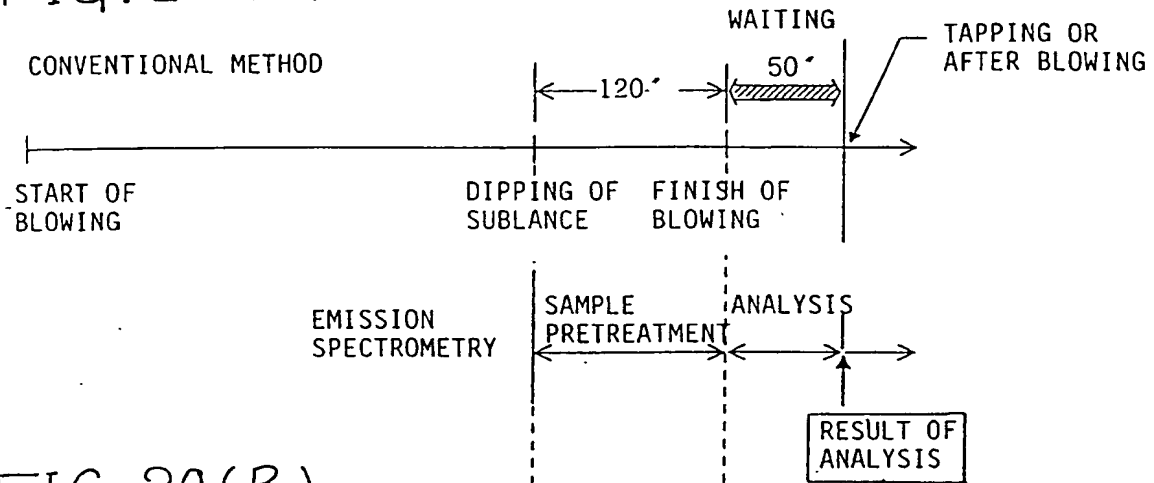 WAITING
TAPPING OR
AFTER BLOWING
CONVENTIONAL METHOD
120"
50"
START OF
BLOWING
DIPPING OF
SUBLANCE
FINISH OF
BLOWING
EMISSION
SPECTROMETRY
SAMPLE
PRETREATMENT
ANALYSIS
RESULT OF
ANALYSIS